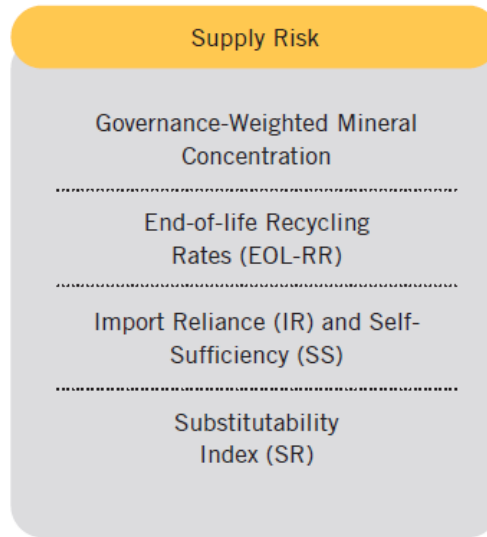 Supply Risk
Governance-Weighted Mineral
Concentration
End-of-life Recycling
Rates (EOL-RR)
Import Reliance (IR) and Self-
Sufficiency (SS)
Substitutability
Index (SR)